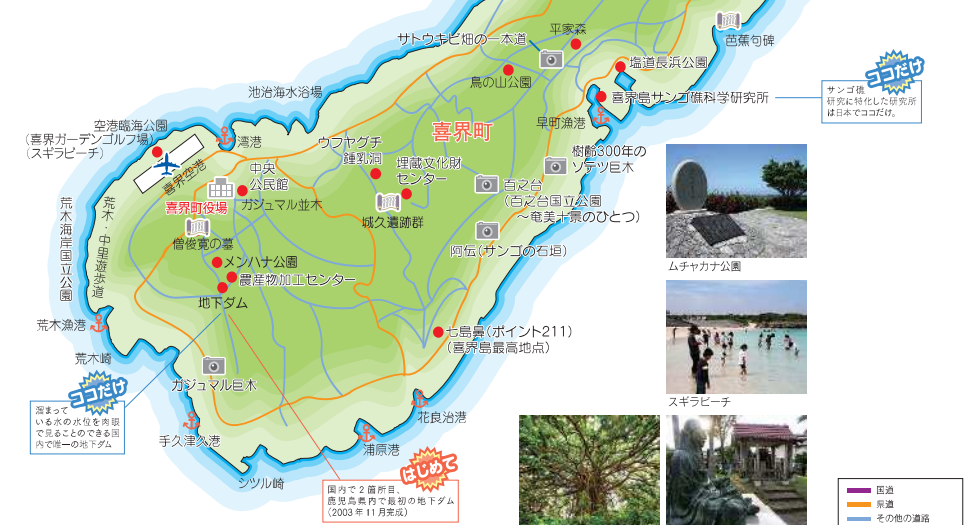 平家森
サトウキビ畑の一本道
芭蕉句碑
塩道長浜公園
ココだけ
サンゴ礁
研究に特化した研究所
は日本でココだけ。
鳥の山公園
喜界島サンゴ礁科学研究所
池治海水浴場
早町漁港
喜界町
空港臨海公園
(喜界ガーデンゴルフ場)
(スギラビーチ)
湾港
ウフヤグチ
鍾乳洞
樹齢300年の
ソテツ巨木
喜界空港
中央
公民館
埋蔵文化財
センター
百之台
(百之台国立公園
～奄美十景のひとつ)
喜界町役場
ガジュマル並木
荒木海岸国立公園
荒木・中里遊歩道
城久遺跡群
僧俊寛の墓
阿伝(サンゴの石垣)
メンハナ公園
農産物加工センター
地下ダム
ムチャカナ公園
荒木漁港
七島鼻(ポイント211)
(喜界島最高地点)
荒木崎
ココだけ
溜まって
いる水の水位を肉眼
で見ることのできる国
内で唯一の地下ダム
ガジュマル巨木
スギラビーチ
花良治港
手久津久港
浦原港
シツル崎
はじめて
国内で2箇所目、
鹿児島県内で最初の地下ダム
(2003年11月完成)
国道
県道
その他の道路